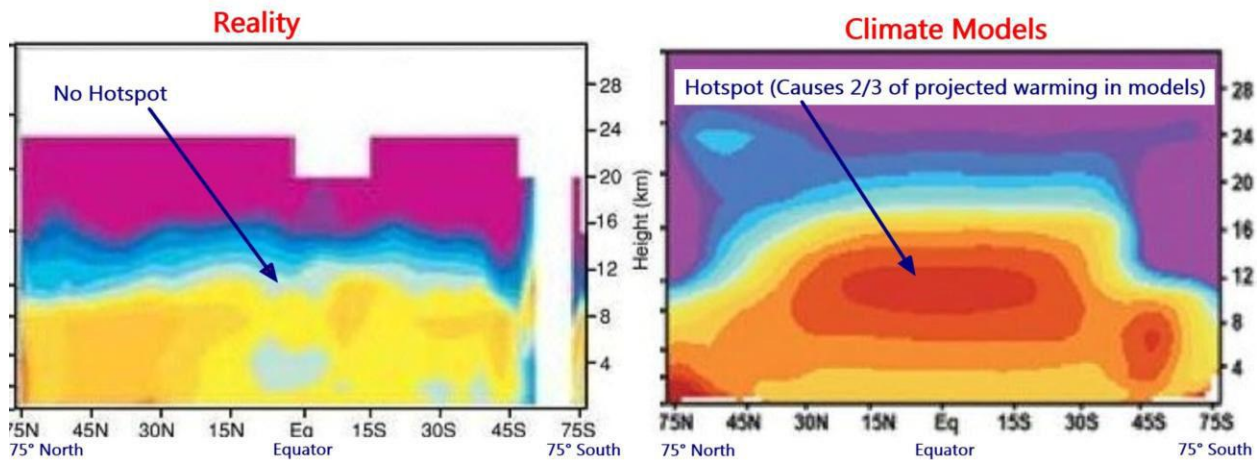 Reality
No Hotspot
28
24
20
16
12
8
4
Height (km)
75N 45N 30N 15N Eq 15S 30S 45S 75S
75° North Equator 75° South
Climate Models
Hotspot (Causes 2/3 of projected warming in models)
28
24
20
16
12
8
4
75N 45N 30N 15N Eq 15S 30S 45S 75S
75° North Equator 75° South